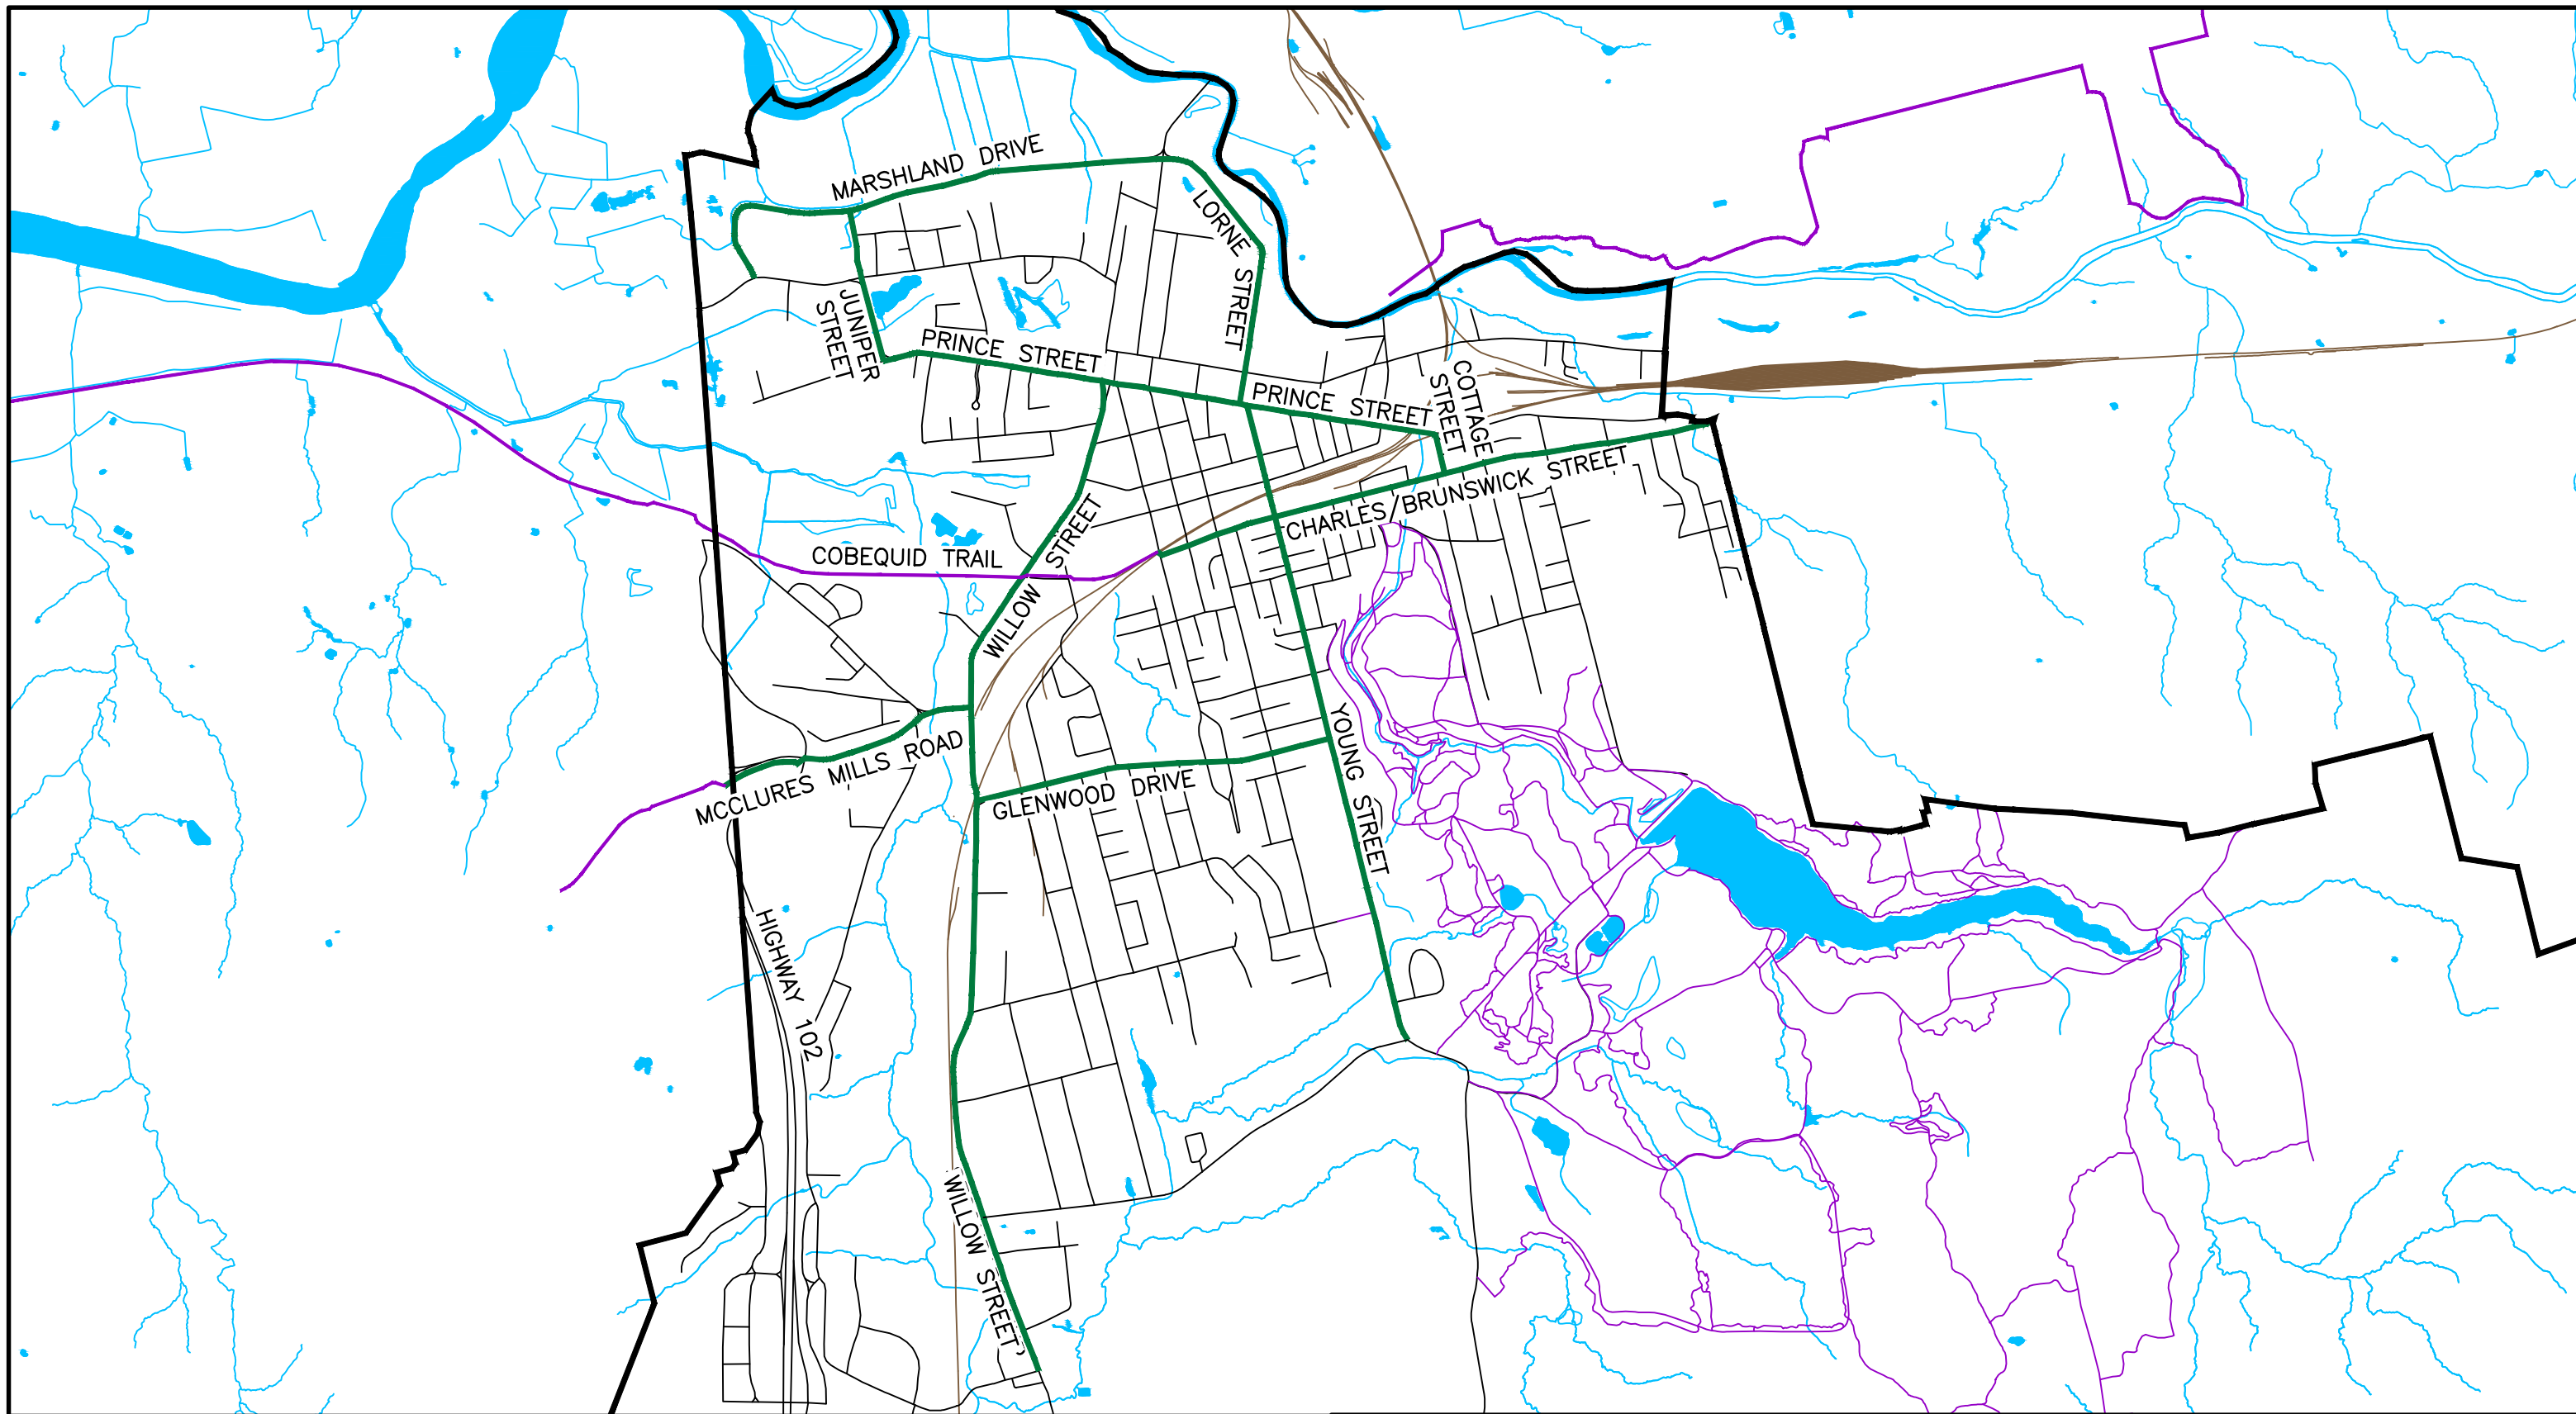 MARSHLAND DRIVE
LORNE STREET
JUNIPER
STREET
PRINCE STREET
PRINCE STREET
COTTAGE
STREET
CHARLES/BRUNSWICK STREET
COBEQUID TRAIL
WILLOW STREET
MCCLURES MILLS ROAD
GLENWOOD DRIVE
YOUNG STREET
HIGHWAY 102
WILLOW STREET